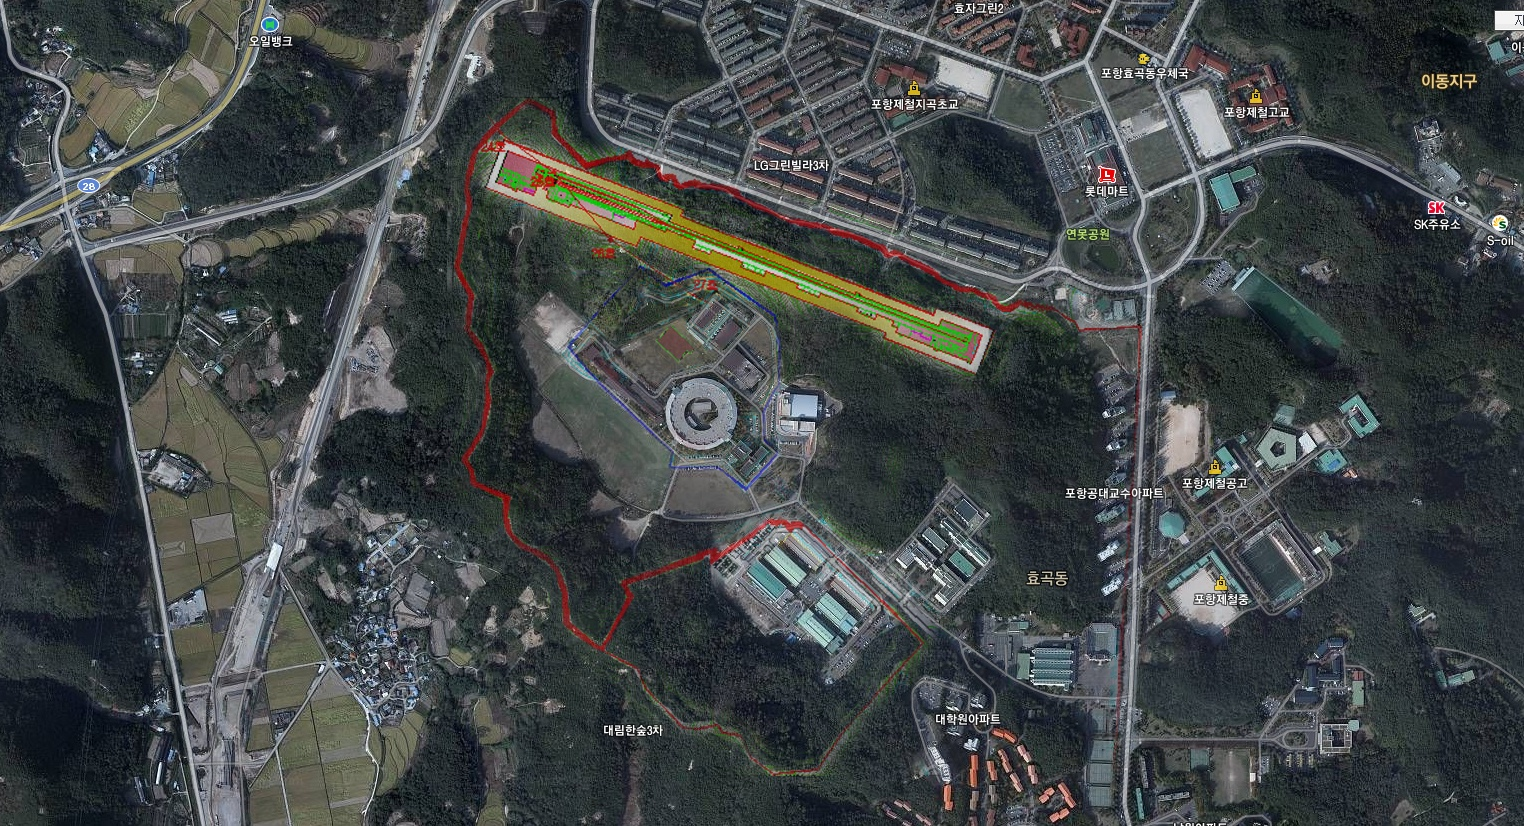 효자그린2
오일뱅크
포항효곡동우체국
이동지구
포항제철지곡초교
포항제철고교
LG그린빌라3차
28
롯데마트
SK
SK주유소
S-oil
연못공원
포항공대교수아파트
포항제철공고
효곡동
포항제철중
대학원아파트
대림한숲3차